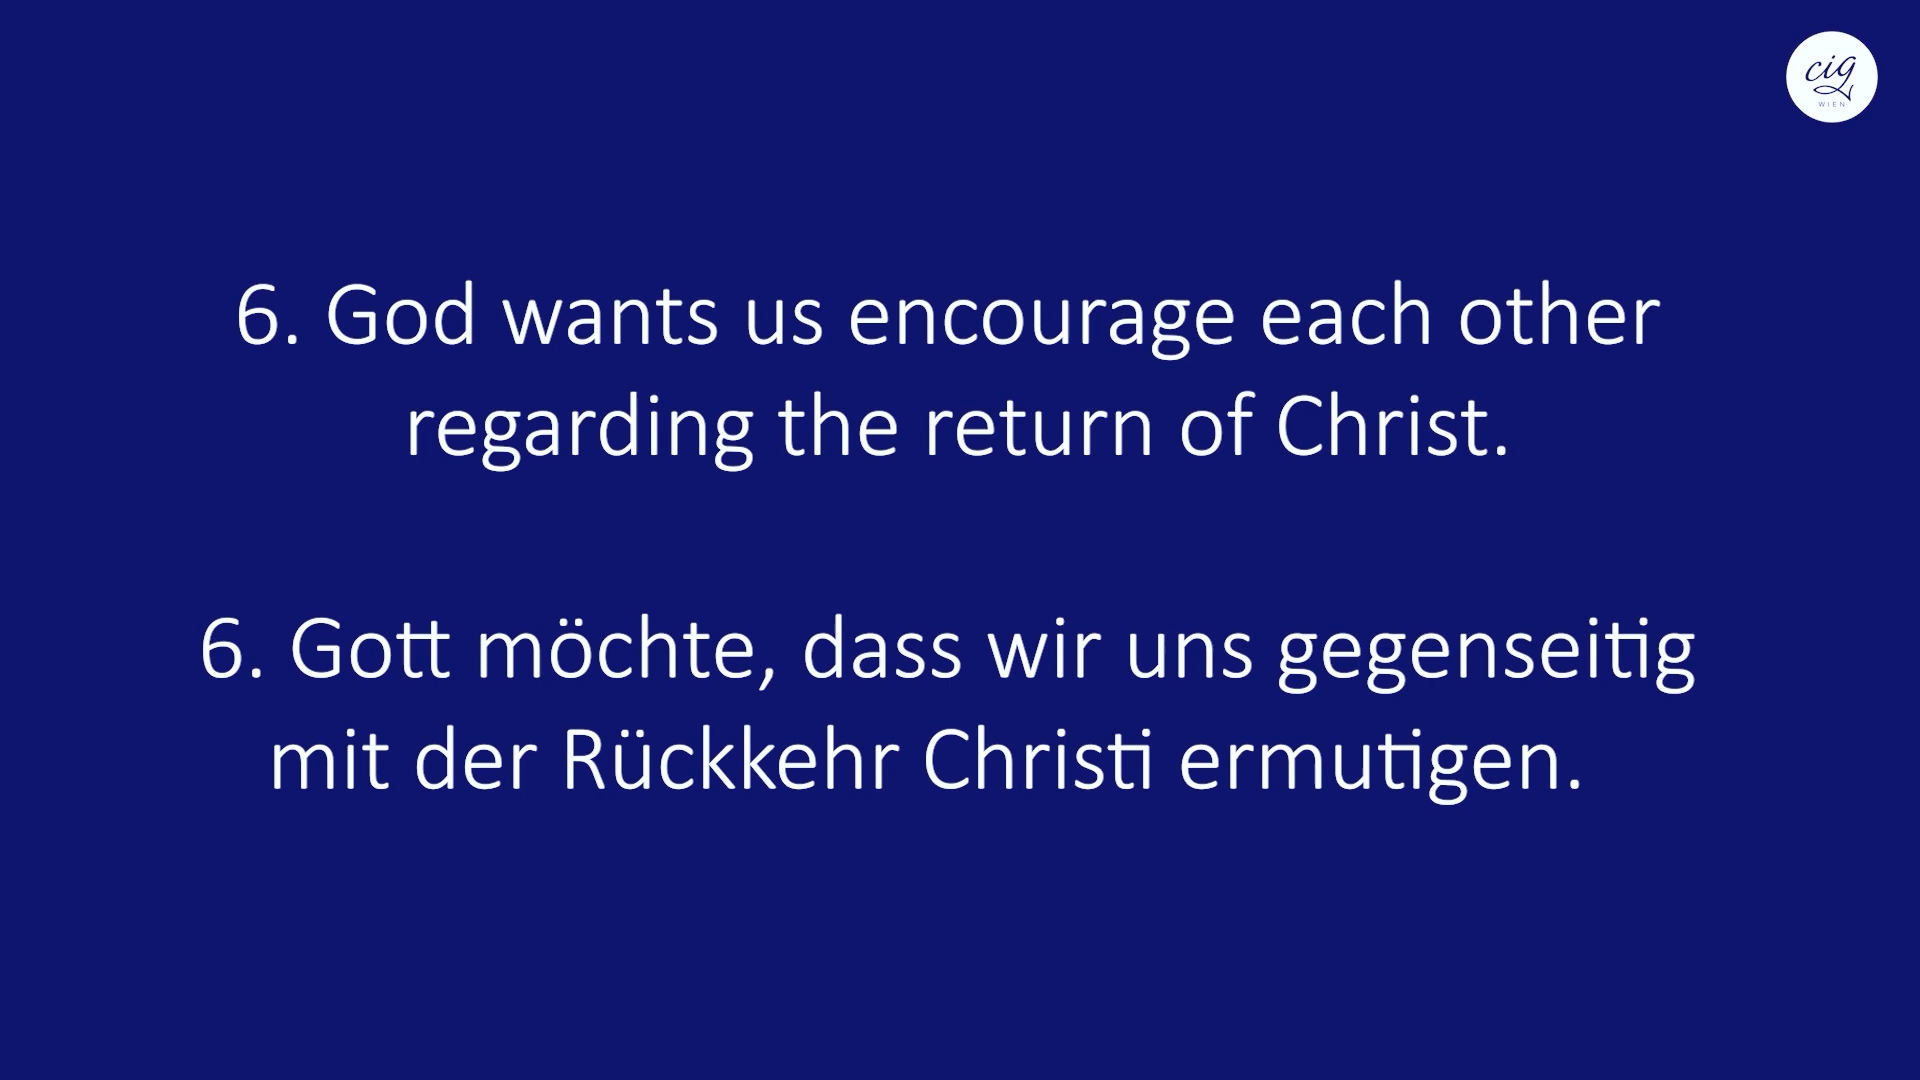 cig
WIEN
6. God wants us encourage each other
regarding the return of Christ.
6. Gott möchte, dass wir uns gegenseitig
mit der Rückkehr Christi ermutigen.